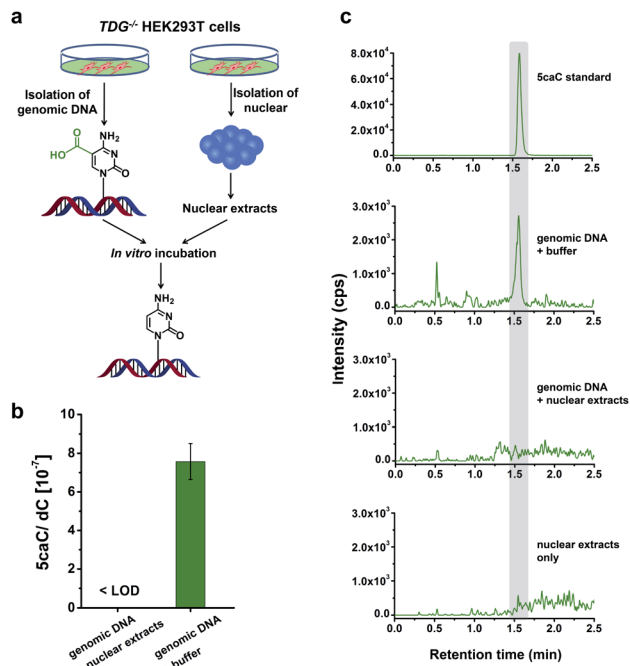 a
TDG-/- HEK293T cells
Isolation of
genomic DNA
Isolation of
nuclear
O
HO
NH2
N
N
O
Nuclear extracts
In vitro incubation
NH2
N
N
O
b
5caC/ dC [10-7]
10
8
6
4
2
0
< LOD
genomic DNA
nuclear extracts
genomic DNA
buffer
c
Intensity (cps)
8.0x10⁴
6.0x10⁴
4.0x10⁴
2.0x10⁴
0.0
5caC standard
0.0 0.5 1.0 1.5 2.0 2.5
3.0x10³
2.0x10³
1.0x10³
0.0
genomic DNA
+ buffer
0.0 0.5 1.0 1.5 2.0 2.5
3.0x10³
2.0x10³
1.0x10³
0.0
genomic DNA
+ nuclear extracts
0.0 0.5 1.0 1.5 2.0 2.5
3.0x10³
2.0x10³
1.0x10³
0.0
nuclear extracts
only
0.0 0.5 1.0 1.5 2.0 2.5
Retention time (min)